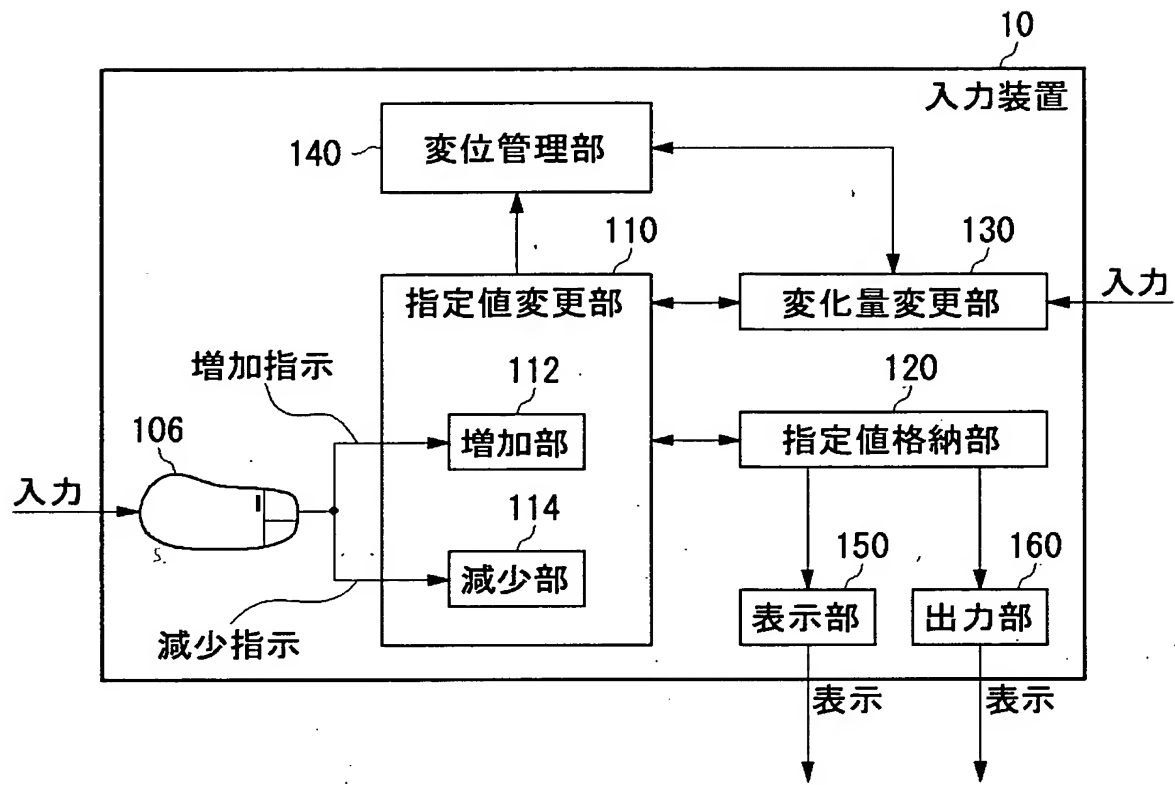 10
入力装置
140
変位管理部
110
指定値変更部
130
変化量変更部
入力
増加指示
112
増加部
120
指定値格納部
106
入力
114
減少部
減少指示
150
表示部
160
出力部
表示
表示